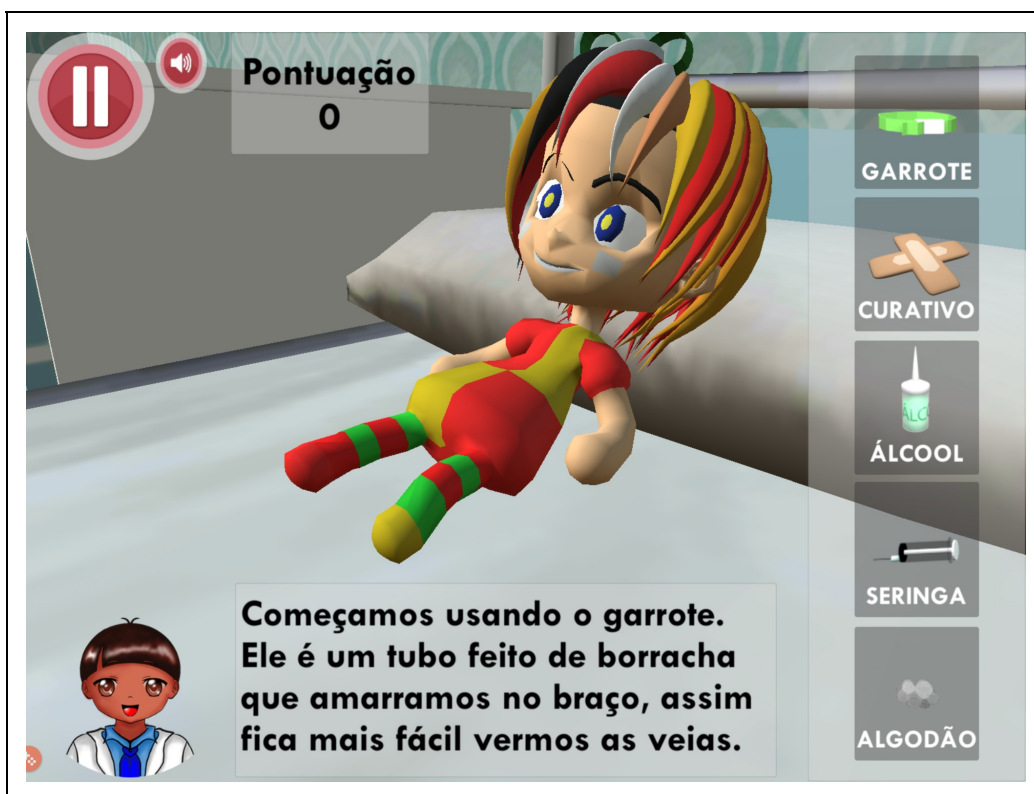 Pontuação
0
GARROTE
CURATIVO
ÁLCOOL
SERINGA
ALGODÃO
Começamos usando o garrote.
Ele é um tubo feito de borracha
que amarramos no braço, assim
fica mais fácil vermos as veias.